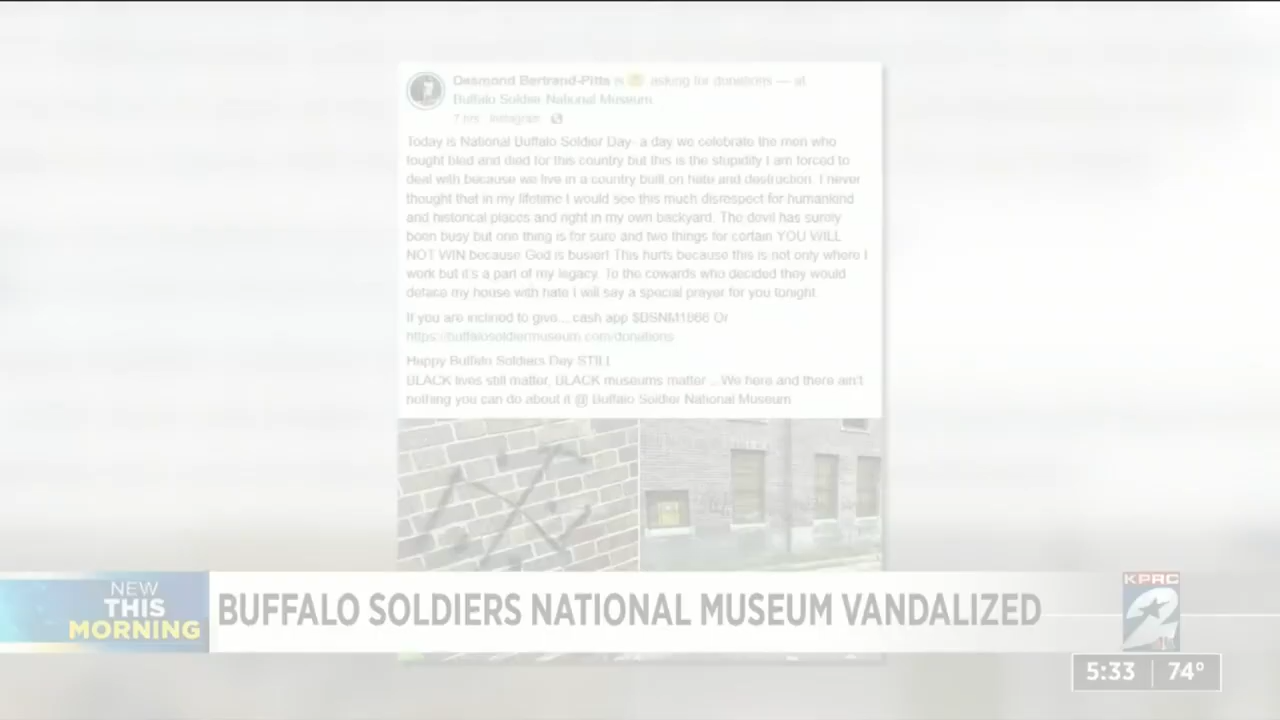 Desmond Bertrand-Pitts is asking for donations — at
Buffalo Soldier National Museum.
7 hrs · Instagram
Today is National Buffalo Soldier Day- a day we celebrate the men who
fought bled and died for this country but this is the stupidity I am forced to
deal with because we live in a country built on hate and destruction. I never
thought that in my lifetime I would see this much disrespect for humankind
and historical places and right in my own backyard. The devil has surely
been busy but one thing is for sure and two things for certain YOU WILL
NOT WIN because God is busier! This hurts because this is not only where I
work but it's a part of my legacy. To the cowards who decided they would
deface my house with hate I will say a special prayer for you tonight.
If you are inclined to give... cash app $BSNM1866 Or
https://buffalosoldiermuseum.com/donations
Happy Buffalo Soldiers Day STILL
BLACK lives still matter, BLACK museums matter ...We here and there ain't
nothing you can do about it @ Buffalo Soldier National Museum
NEW
THIS
MORNING
BUFFALO SOLDIERS NATIONAL MUSEUM VANDALIZED
KPRC
2
5:33 74°